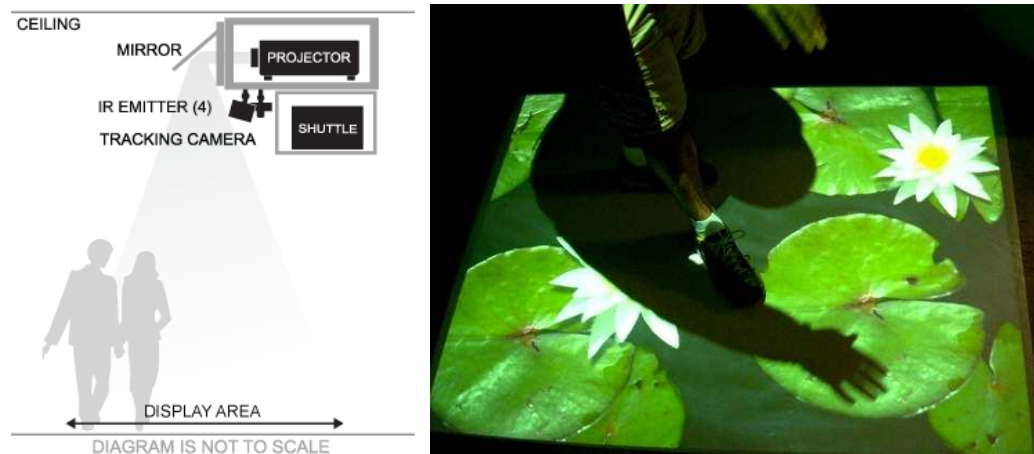 CEILING
MIRROR
PROJECTOR
IR EMITTER (4)
SHUTTLE
TRACKING CAMERA
DISPLAY AREA
DIAGRAM IS NOT TO SCALE